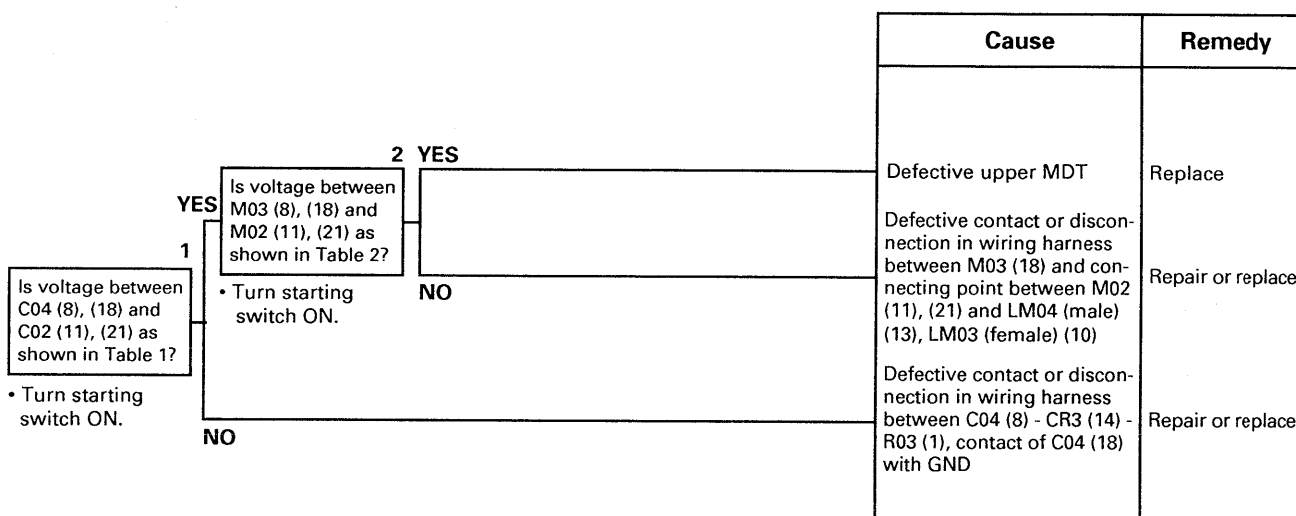 Cause
Remedy
2 YES
Is voltage between
M03 (8), (18) and
M02 (11), (21) as
shown in Table 2?
• Turn starting
switch ON.
YES
1
Is voltage between
C04 (8), (18) and
C02 (11), (21) as
shown in Table 1?
• Turn starting
switch ON.
NO
NO
Defective upper MDT
Replace
Defective contact or discon-
nection in wiring harness
between M03 (18) and con-
necting point between M02
(11), (21) and LM04 (male)
(13), LM03 (female) (10)
Repair or replace
Defective contact or discon-
nection in wiring harness
between C04 (8) - CR3 (14) -
R03 (1), contact of C04 (18)
with GND
Repair or replace